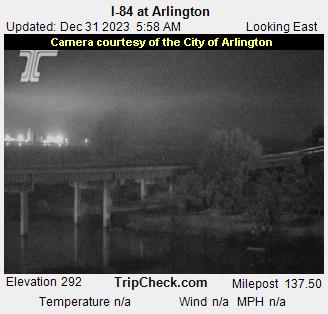 I-84 at Arlington
Updated: Dec 31 2023 5:58 AM Looking East
Camera courtesy of the City of Arlington
Elevation 292 TripCheck.com Milepost 137.50
Temperature n/a Wind n/a MPH n/a